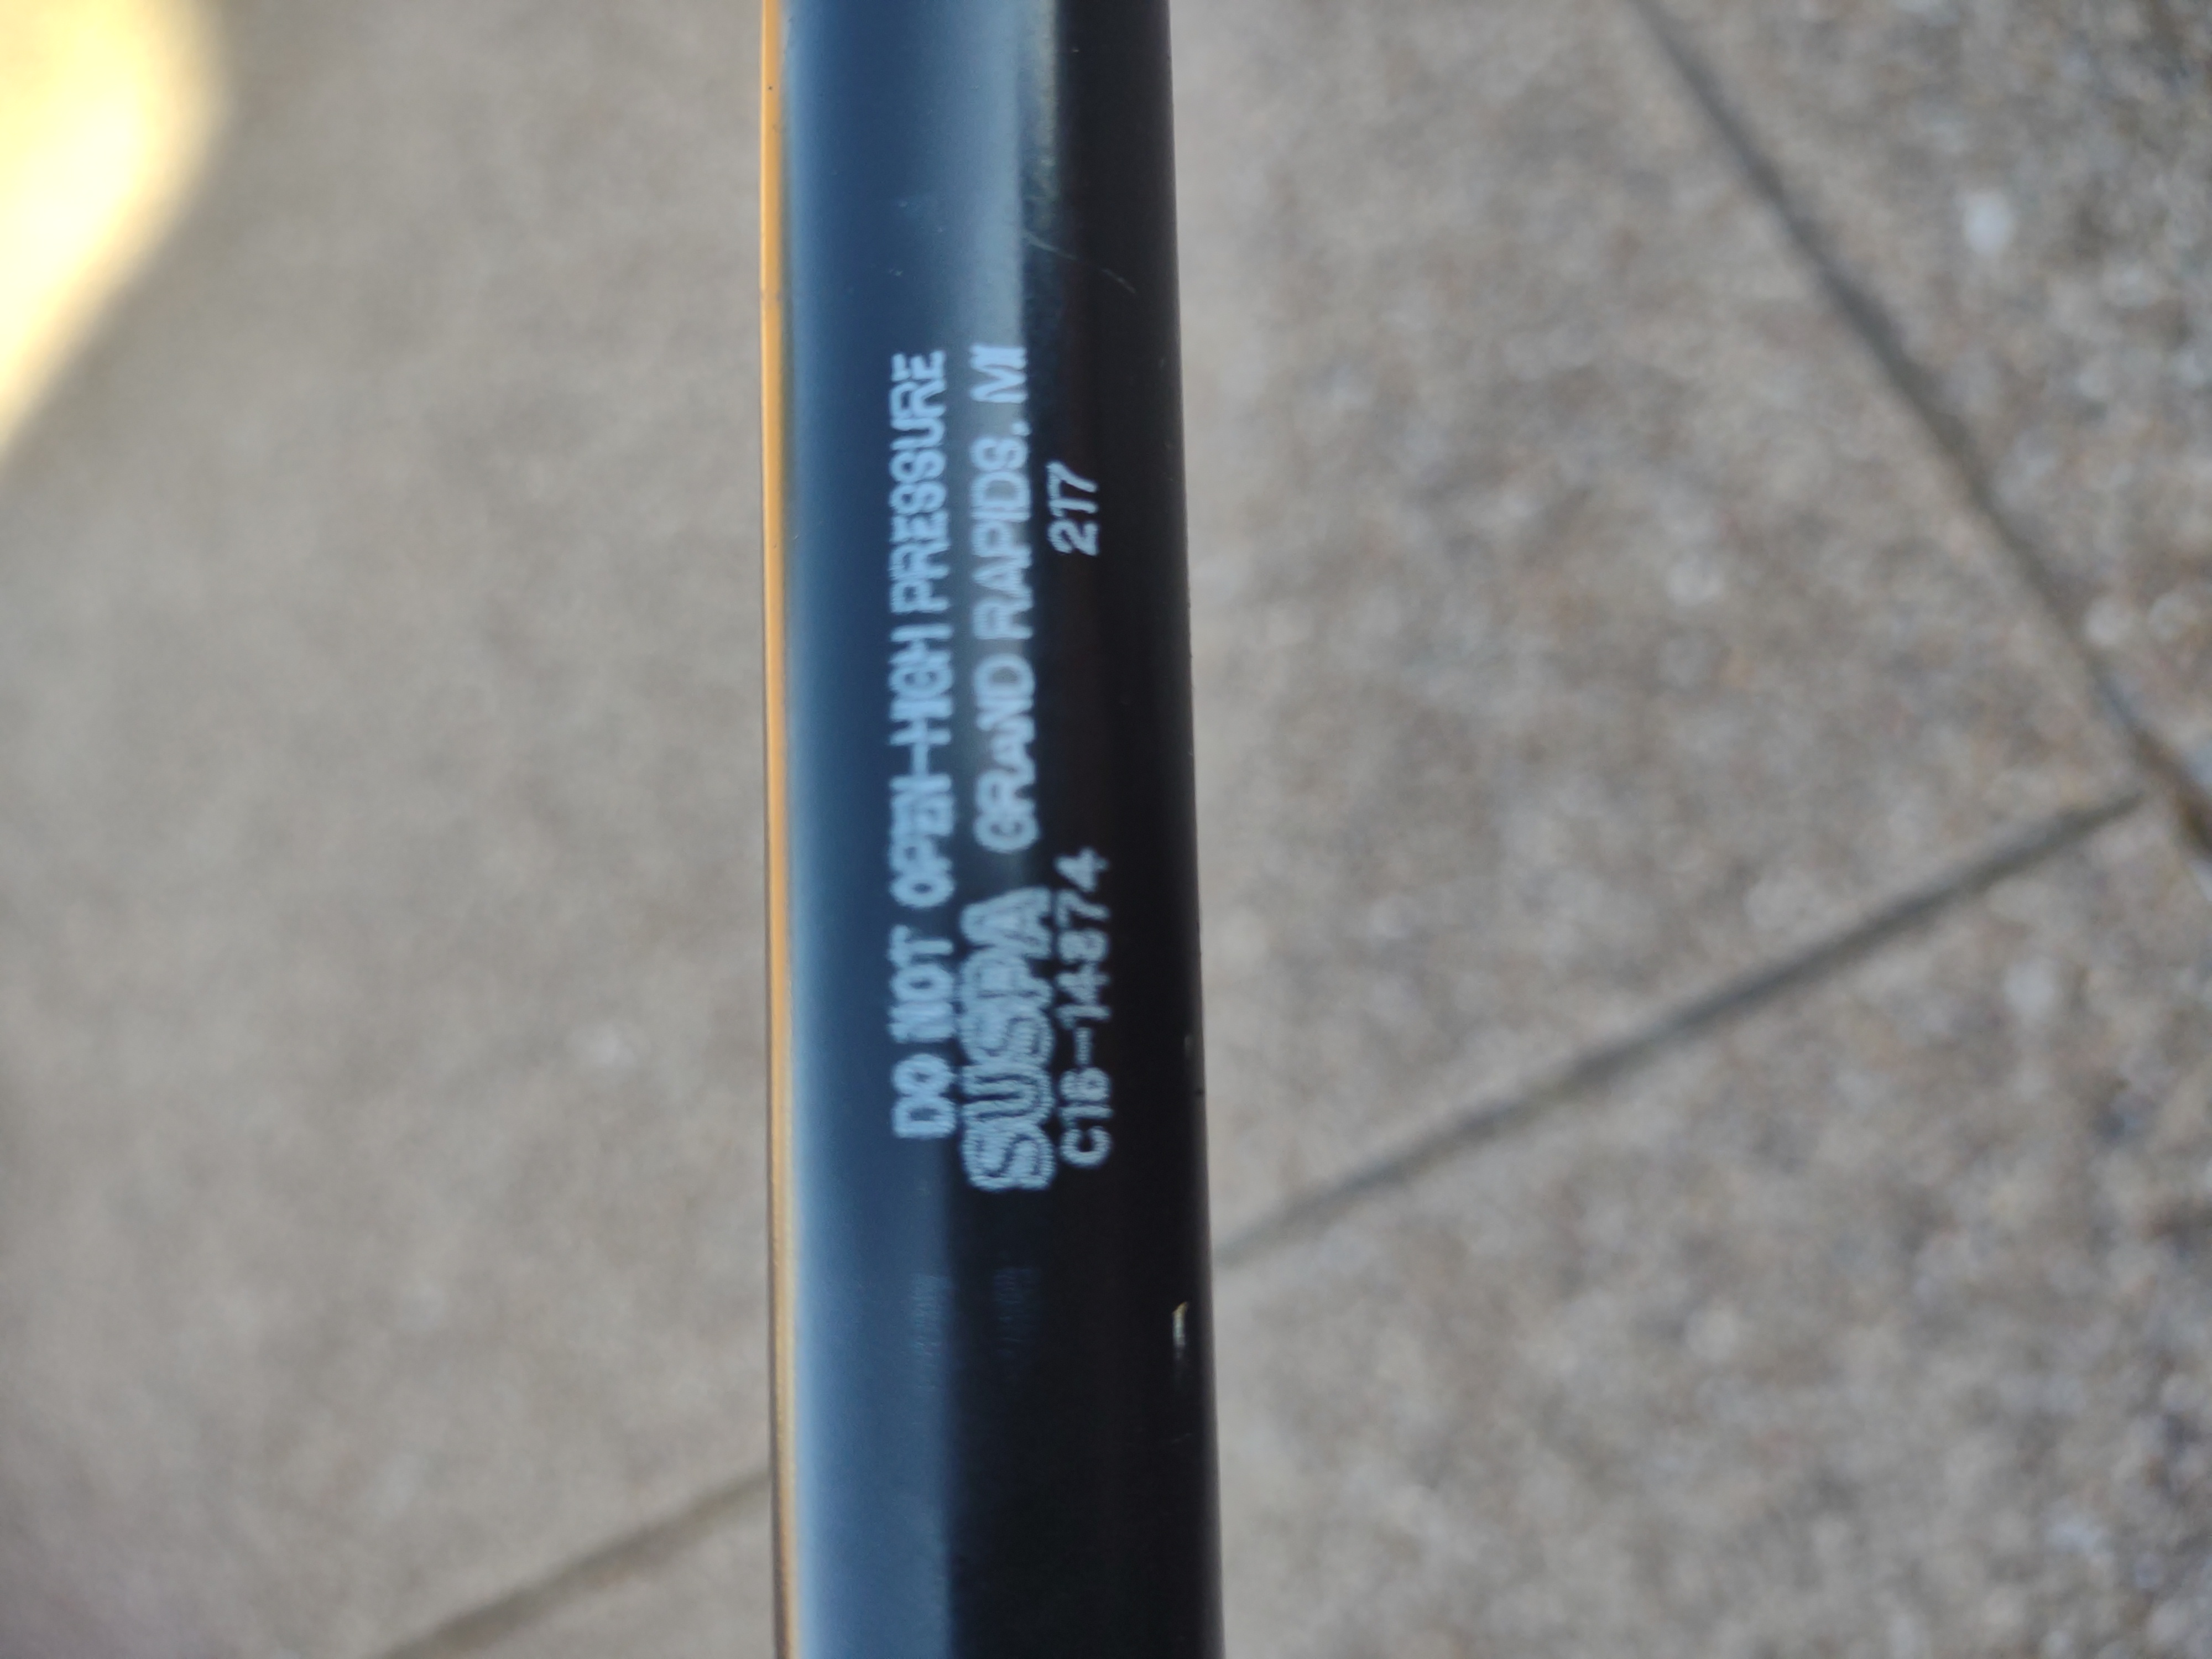 DO NOT OPEN-HIGH PRESSURE
SUSPA GRAND RAPIDS, MI
C16-14874 217